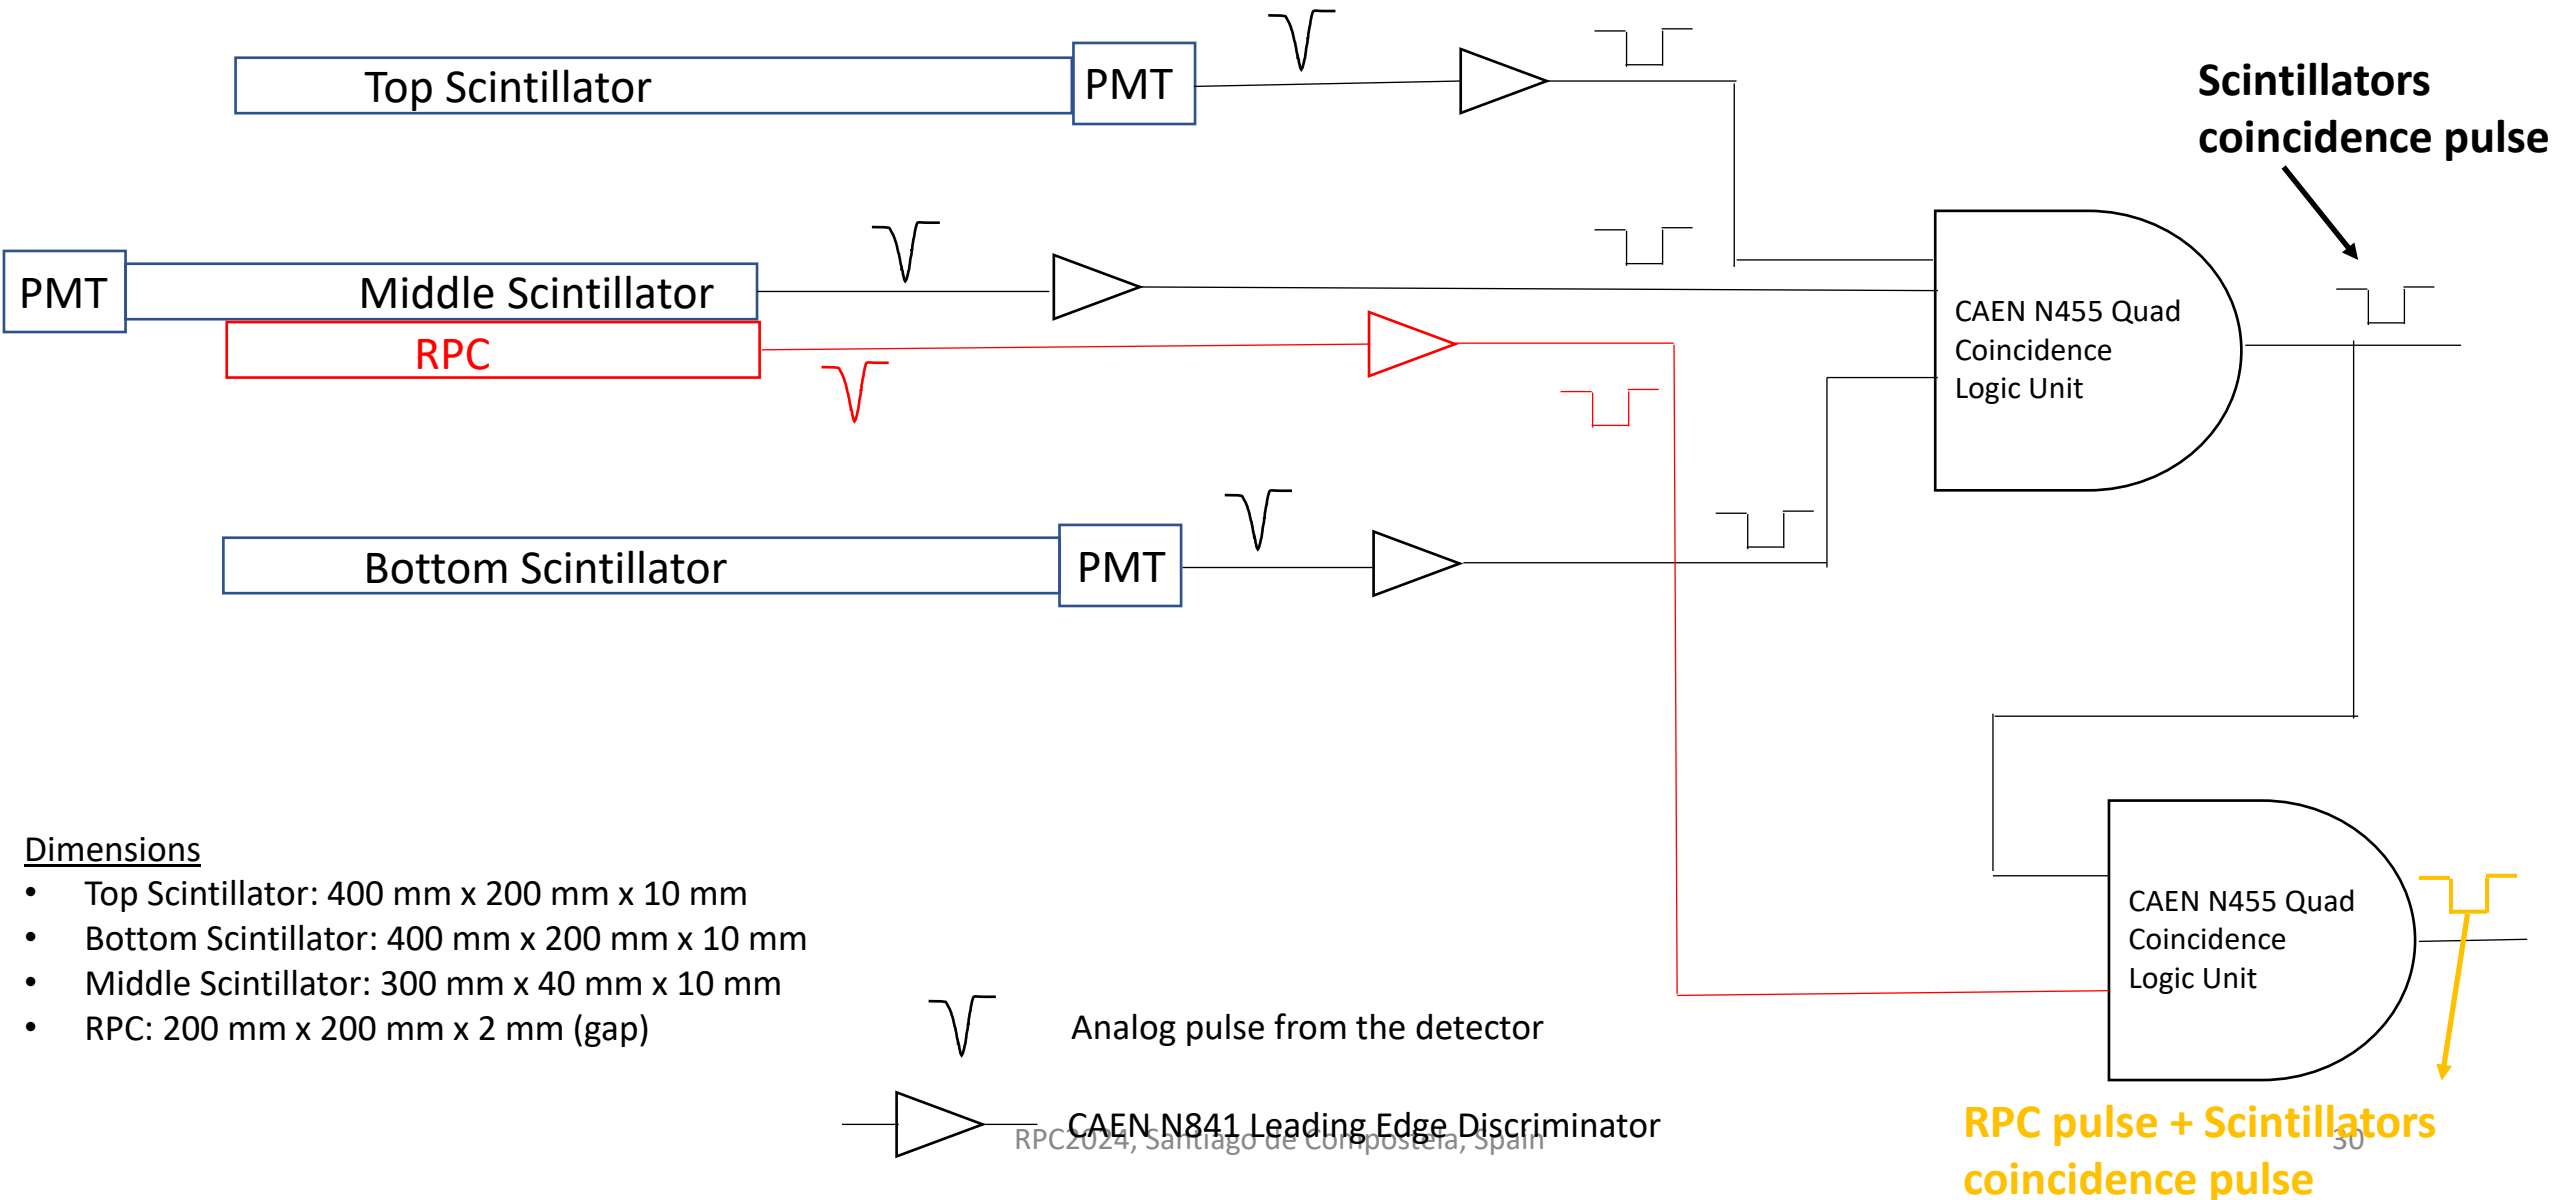 Top Scintillator
PMT
Scintillators
coincidence pulse
PMT
Middle Scintillator
RPC
CAEN N455 Quad
Coincidence
Logic Unit
Bottom Scintillator
PMT
Dimensions
• Top Scintillator: 400 mm x 200 mm x 10 mm
• Bottom Scintillator: 400 mm x 200 mm x 10 mm
• Middle Scintillator: 300 mm x 40 mm x 10 mm
• RPC: 200 mm x 200 mm x 2 mm (gap)
CAEN N455 Quad
Coincidence
Logic Unit
Analog pulse from the detector
CAEN N841 Leading Edge Discriminator
RPC2024, Santiago de Compostela, Spain
RPC pulse + Scintillators
coincidence pulse
30